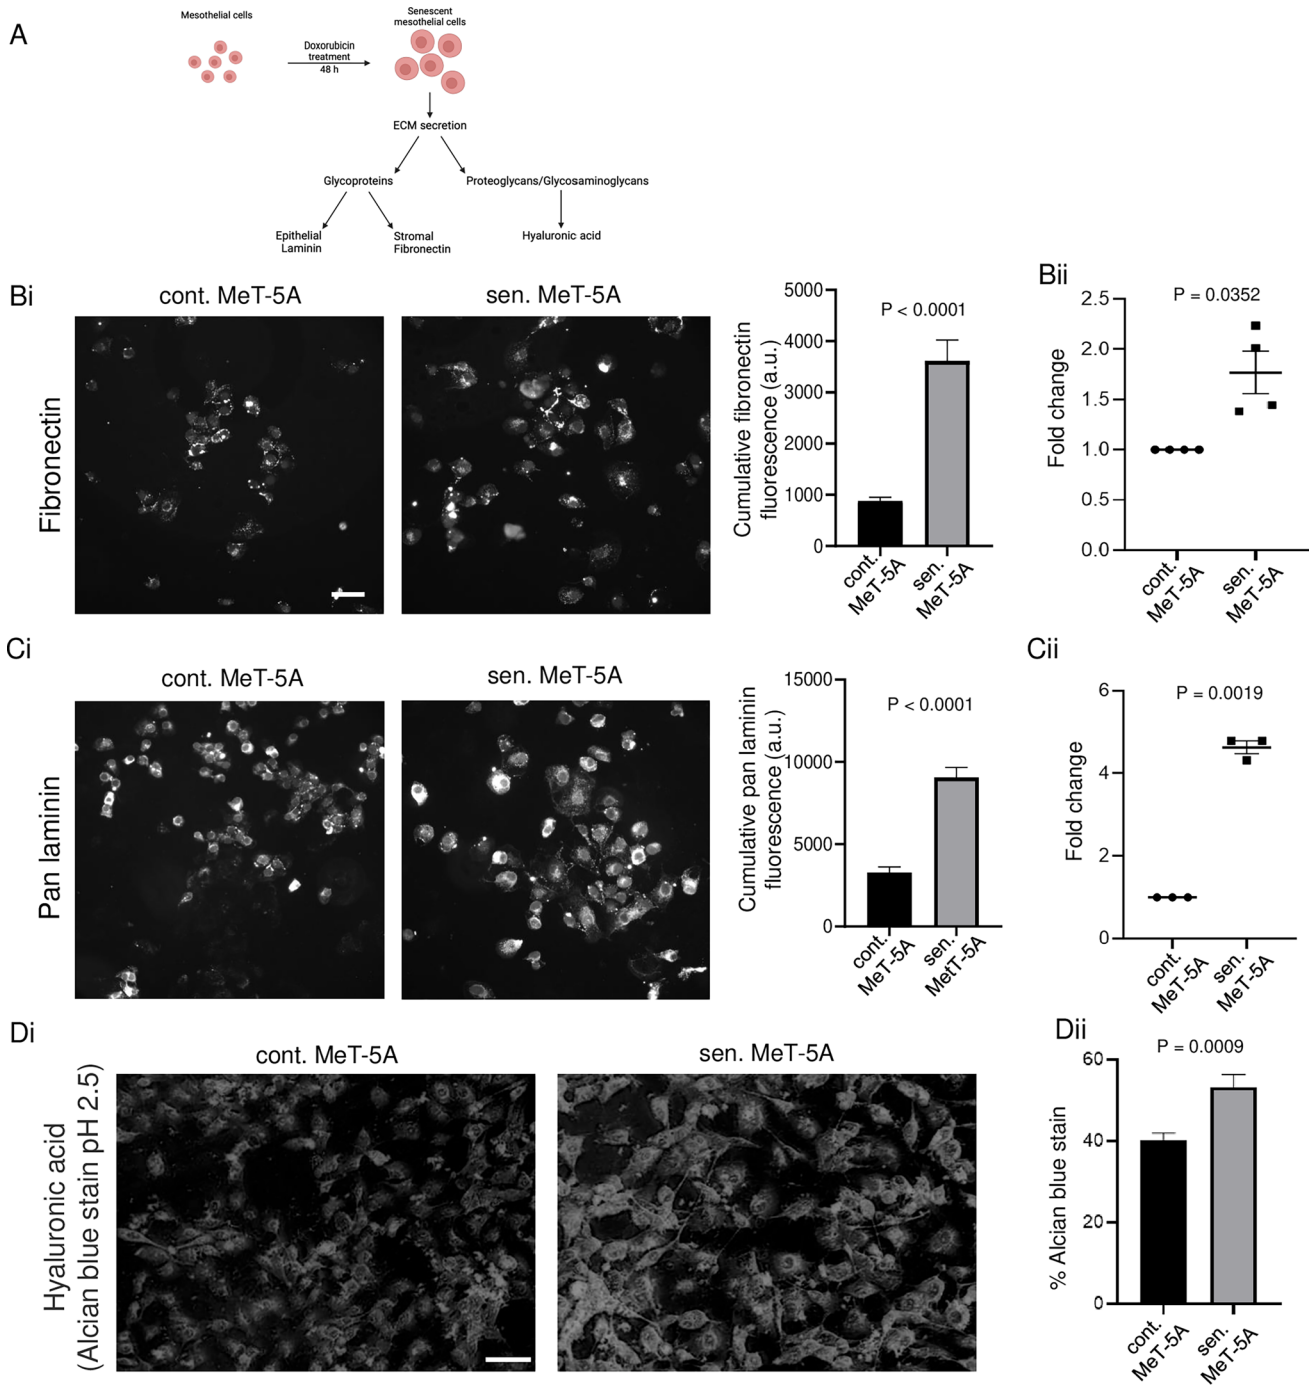 A
Mesothelial cells
Doxorubicin
treatment
48 h
Senescent
mesothelial cells
ECM secretion
Glycoproteins
Proteoglycans/Glycosaminoglycans
Epithelial
Laminin
Stromal
Fibronectin
Hyaluronic acid
Bi
cont. MeT-5A
sen. MeT-5A
Fibronectin
Cumulative fibronectin
fluorescence (a.u.)
5000
4000
3000
2000
1000
0
P < 0.0001
cont.
MeT-5A
sen.
MeT-5A
Bii
Fold change
2.5
2.0
1.5
1.0
0.5
0.0
P = 0.0352
cont.
MeT-5A
sen.
MeT-5A
Ci
cont. MeT-5A
sen. MeT-5A
Pan laminin
Cumulative pan laminin
fluorescence (a.u.)
15000
10000
5000
0
P < 0.0001
cont.
MeT-5A
sen.
MetT-5A
Cii
Fold change
6
4
2
0
P = 0.0019
cont.
MeT-5A
sen.
MeT-5A
Di
cont. MeT-5A
sen. MeT-5A
Hyaluronic acid
(Alcian blue stain pH 2.5)
Dii
% Alcian blue stain
60
40
20
0
P = 0.0009
cont.
MeT-5A
sen.
MeT-5A